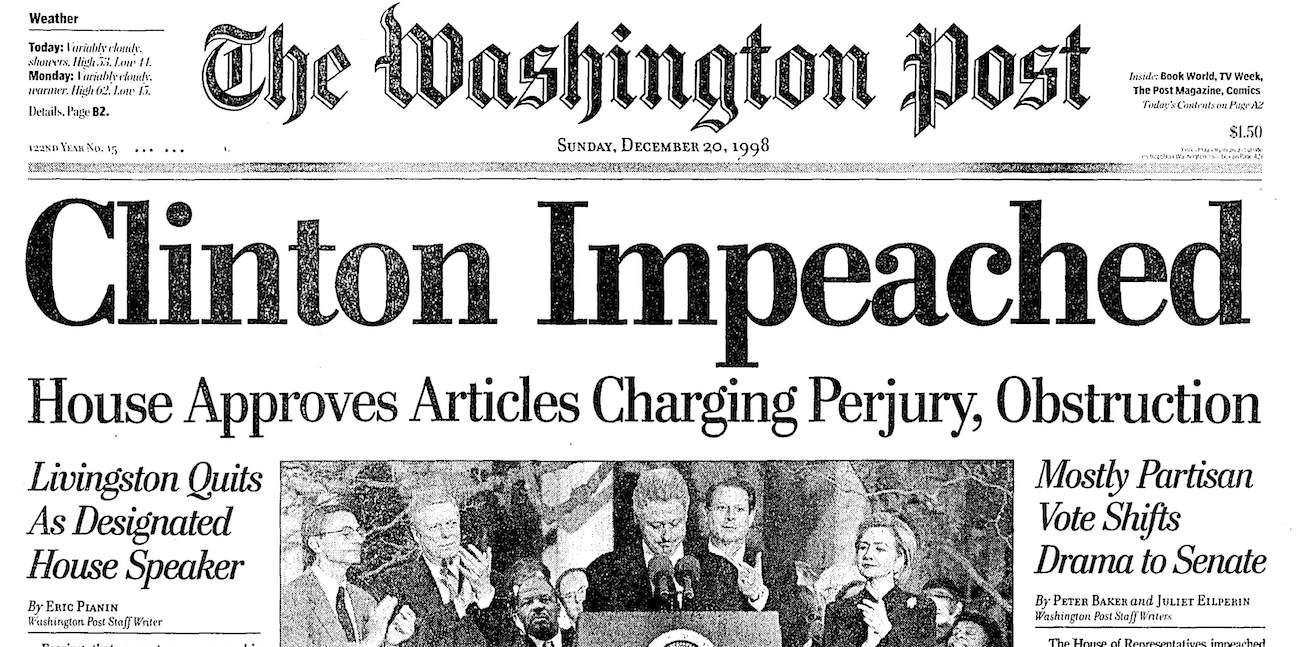 Weather
Today: Variably cloudy,
showers. High 53. Low 44.
Monday: Variably cloudy,
warmer. High 62. Low 45.
Details, Page B2.
The Washington Post
Inside: Book World, TV Week,
The Post Magazine, Comics
Today's Contents on Page A2
$1.50
122ND YEAR No. 15
SUNDAY, DECEMBER 20, 1998
Clinton Impeached
House Approves Articles Charging Perjury, Obstruction
Livingston Quits
As Designated
House Speaker
By ERIC PIANIN
Washington Post Staff Writer
Mostly Partisan
Vote Shifts
Drama to Senate
By PETER BAKER and JULIET EILPERIN
Washington Post Staff Writers
The House of Representatives impeached